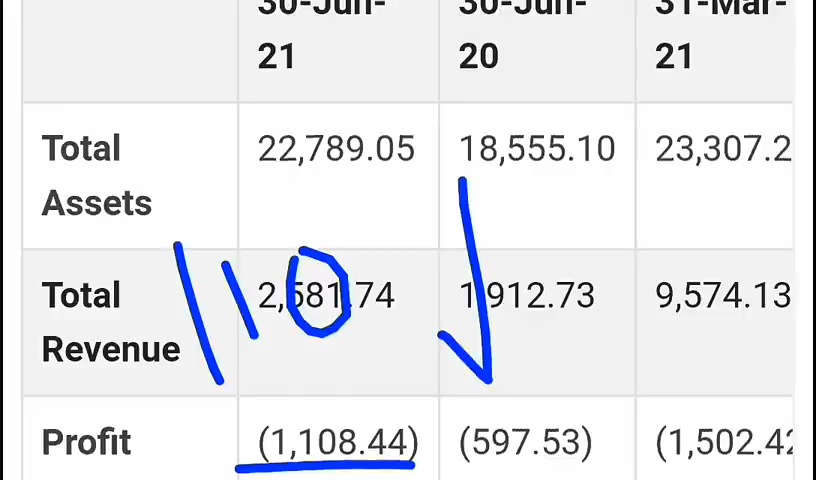 30-Jun- 30-Jun- 31-Mar-
21 20 21
Total 22,789.05 18,555.10 23,307.2
Assets
110
Total 2,581.74 1,912.73 9,574.13
Revenue
Profit (1,108.44) (597.53) (1,502.42